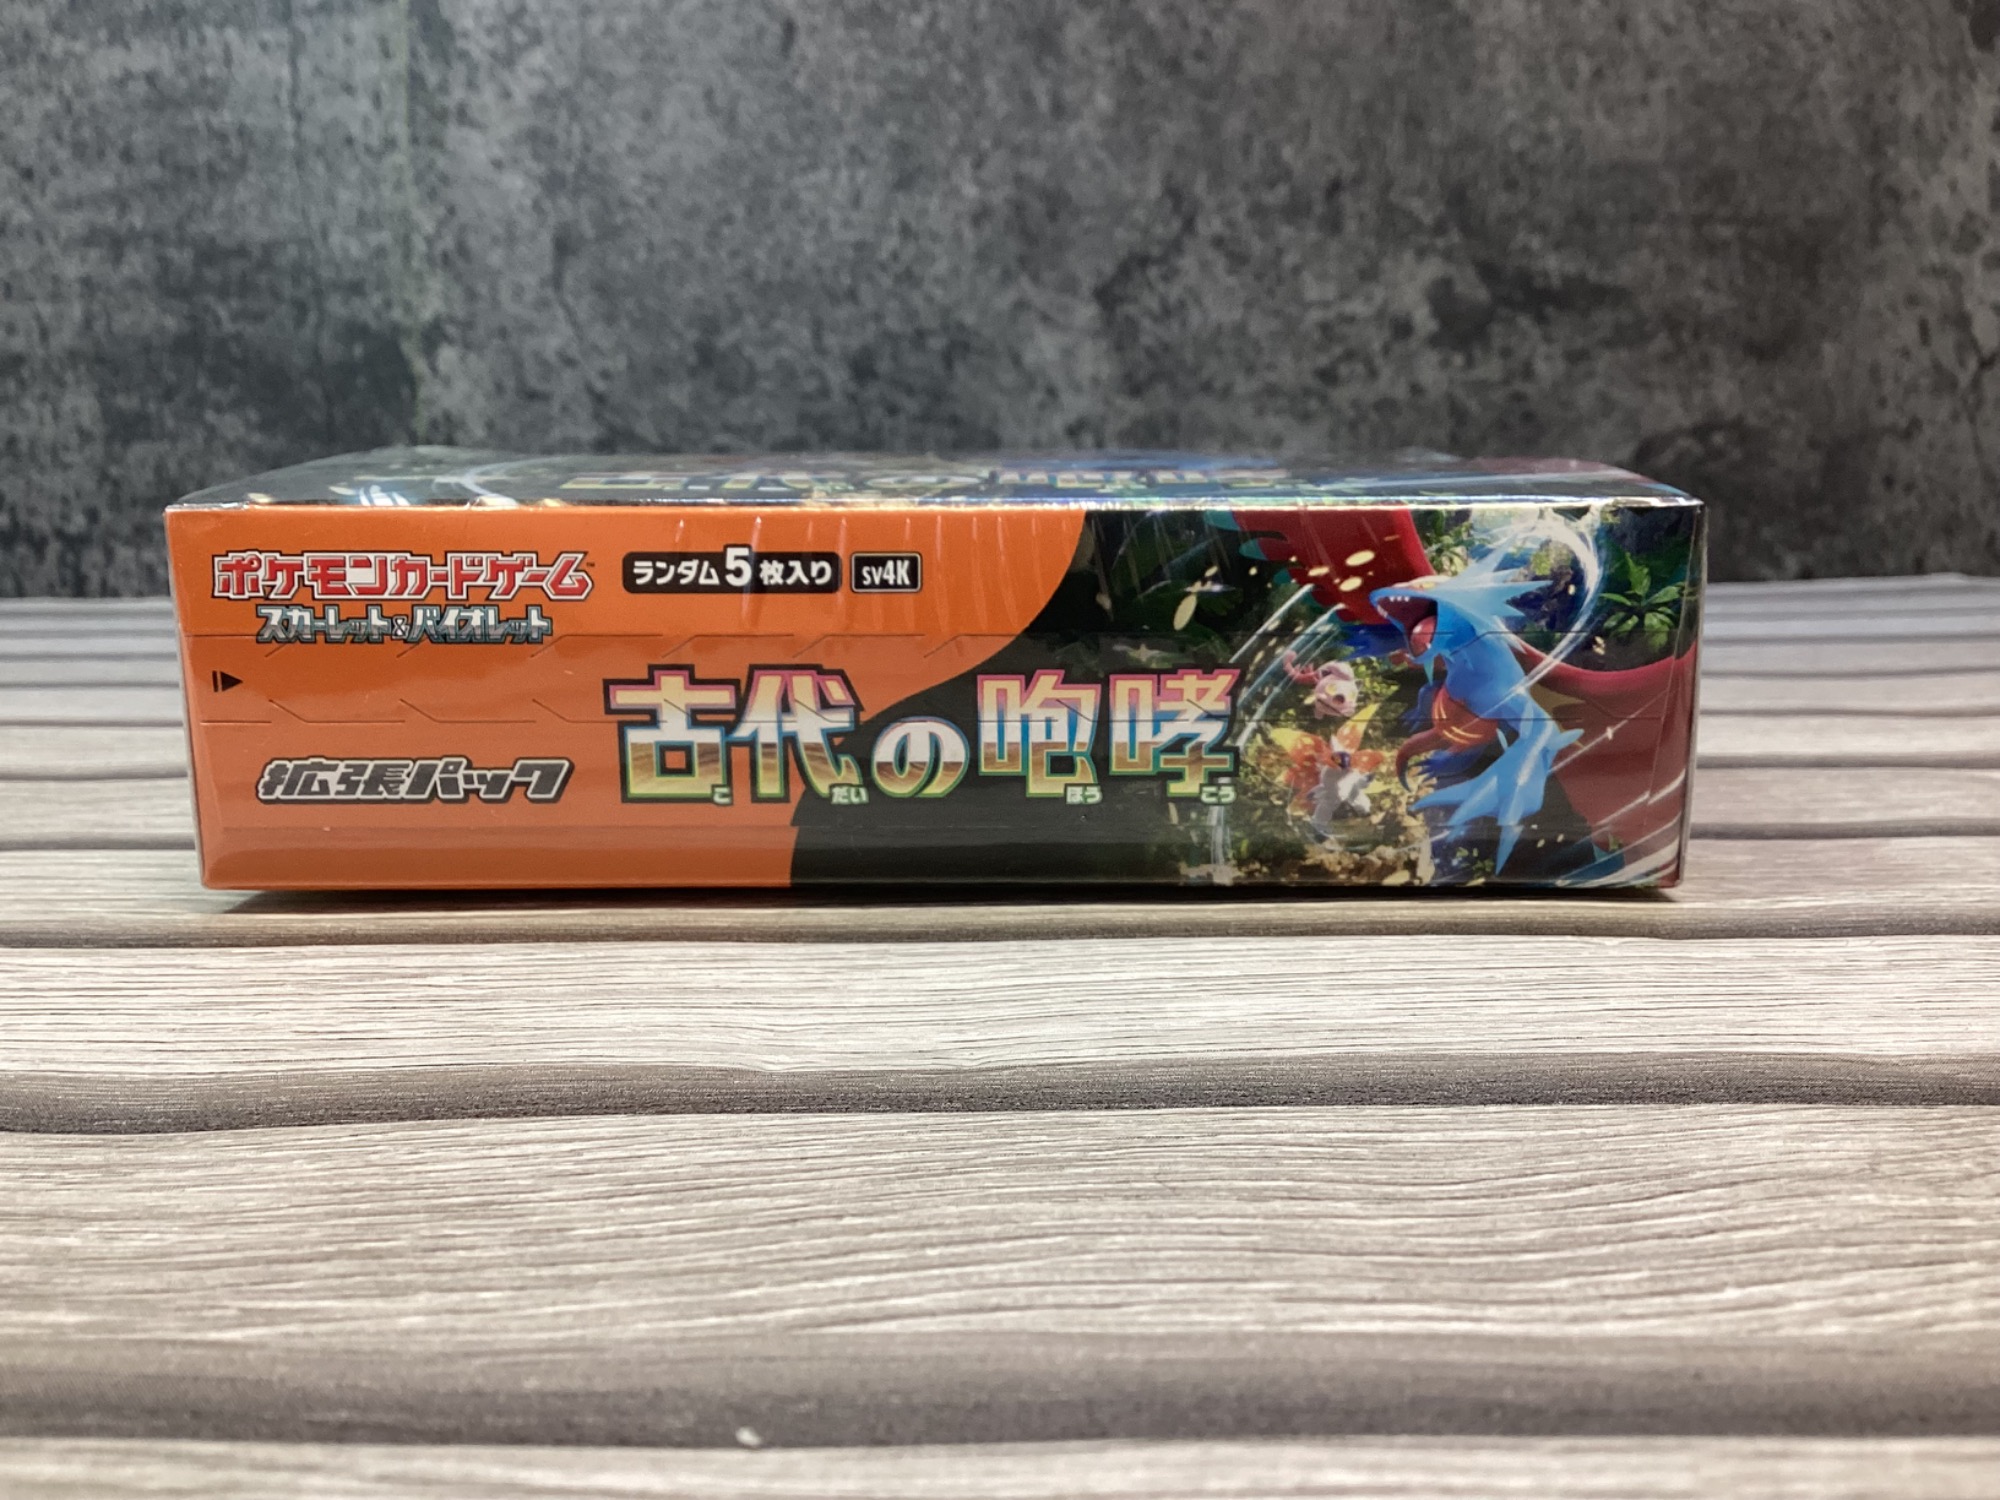 ポケモンカードゲーム™
スカーレット&バイオレット
ランダム5枚入り
SV4K
古代の咆哮
こ だい ほう こう
拡張パック